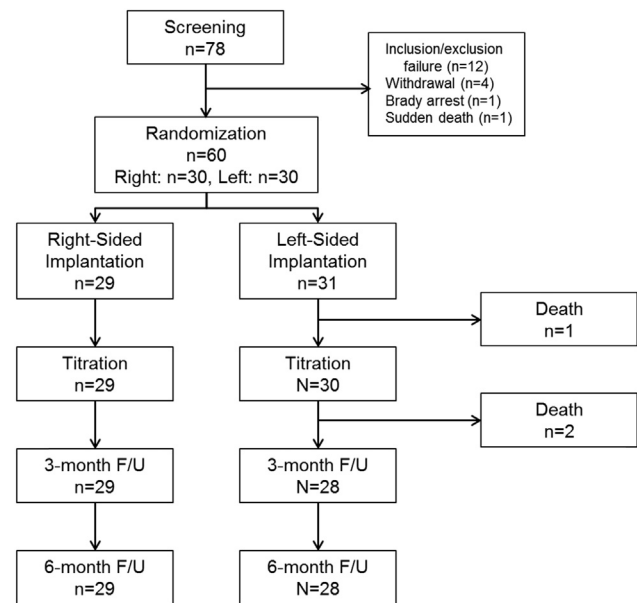 Screening
n=78
Inclusion/exclusion
failure (n=12)
Withdrawal (n=4)
Brady arrest (n=1)
Sudden death (n=1)
Randomization
n=60
Right: n=30, Left: n=30
Right-Sided
Implantation
n=29
Left-Sided
Implantation
n=31
Death
n=1
Titration
n=29
Titration
N=30
Death
n=2
3-month F/U
n=29
3-month F/U
N=28
6-month F/U
n=29
6-month F/U
N=28